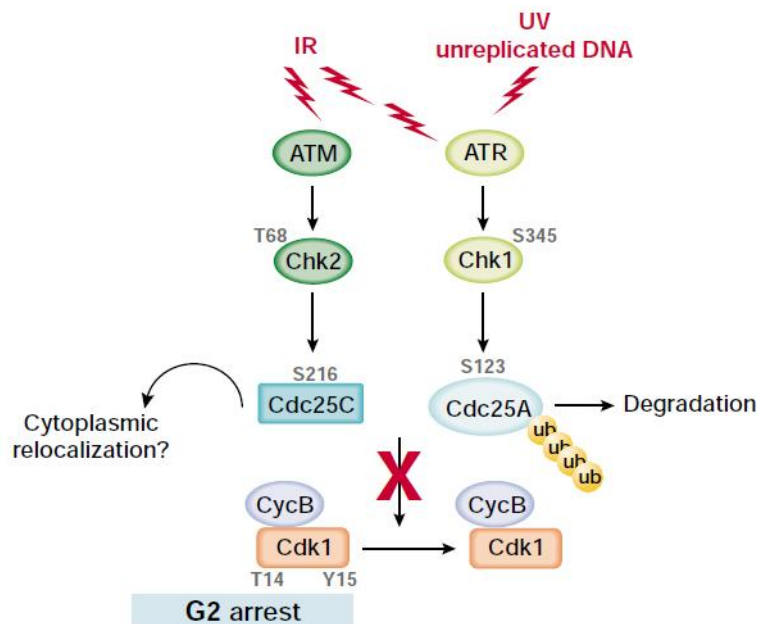 UV
IR
unreplicated DNA
ATM
ATR
T68
S345
Chk2
Chk1
S216
S123
Cdc25C
Cdc25A
Degradation
Cytoplasmic
relocalization?
ub
ub
ub
ub
X
CycB
CycB
Cdk1
Cdk1
T14
Y15
G2 arrest